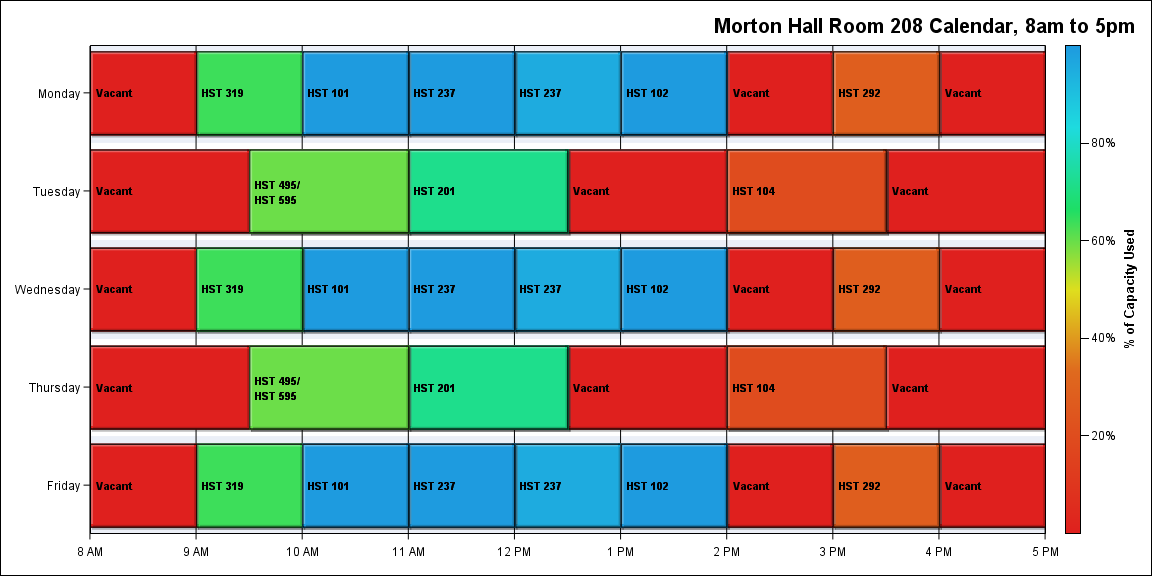 Morton Hall Room 208 Calendar, 8am to 5pm
Monday
Vacant
HST 319
HST 101
HST 237
HST 237
HST 102
Vacant
HST 292
Vacant
Tuesday
Vacant
HST 495/
HST 595
HST 201
Vacant
HST 104
Vacant
Wednesday
Vacant
HST 319
HST 101
HST 237
HST 237
HST 102
Vacant
HST 292
Vacant
Thursday
Vacant
HST 495/
HST 595
HST 201
Vacant
HST 104
Vacant
Friday
Vacant
HST 319
HST 101
HST 237
HST 237
HST 102
Vacant
HST 292
Vacant
8 AM
9 AM
10 AM
11 AM
12 PM
1 PM
2 PM
3 PM
4 PM
5 PM
80%
60%
40%
20%
% of Capacity Used